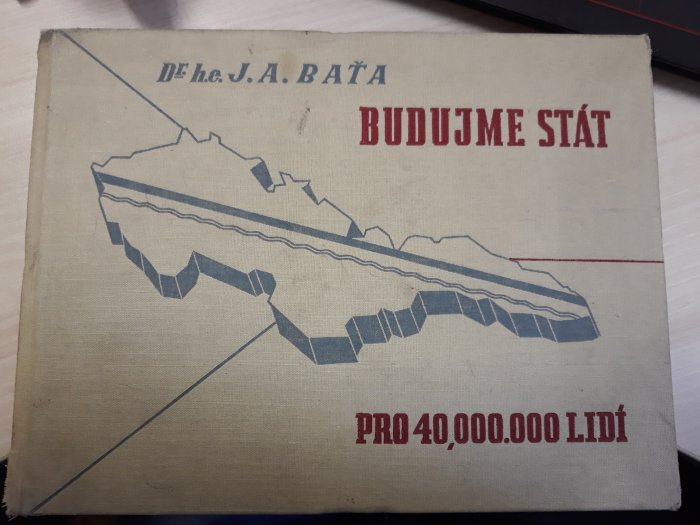 Dr. h.c. J. A. BAŤA
BUDUJME STÁT
PRO 40,000.000 LIDÍ